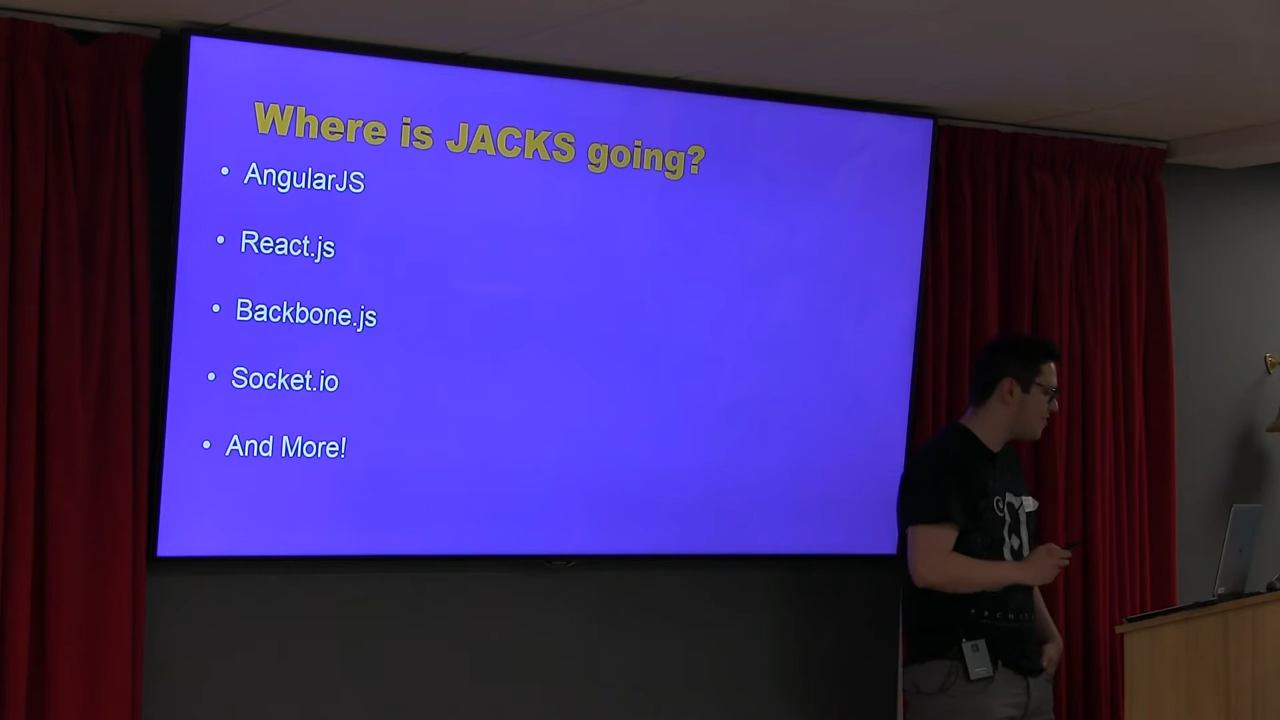 Where is JACKS going?
• AngularJS
• React.js
• Backbone.js
• Socket.io
• And More!